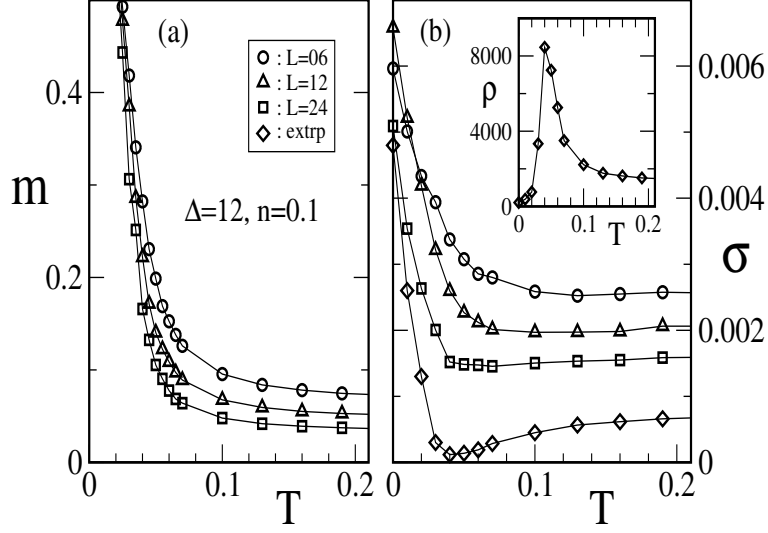 (a)
: L=06
: L=12
: L=24
: extrp
Δ=12, n=0.1
m
0.4
0.2
0
0
0.1
0.2
T
(b)
8000
4000
0
ρ
0
0.1
0.2
T
0.006
0.004
0.002
0
σ
0
0.1
0.2
T